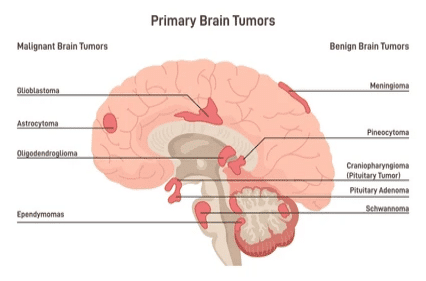 Primary Brain Tumors
Malignant Brain Tumors
Benign Brain Tumors
Glioblastoma
Astrocytoma
Oligodendroglioma
Ependymomas
Meningioma
Pineocytoma
Craniopharyngioma
(Pituitary Tumor)
Pituitary Adenoma
Schwannoma